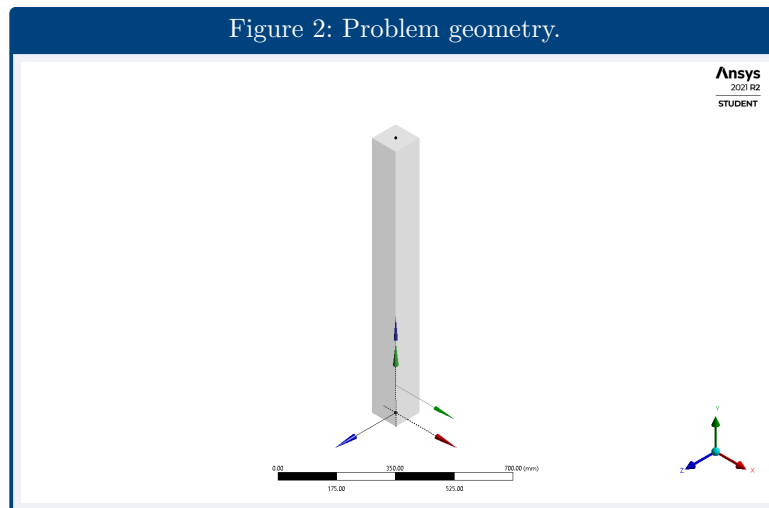 Figure 2: Problem geometry.
Ansys
2021 R2
STUDENT
Y
Z
X
0.00 350.00 700.00 (mm)
175.00 525.00